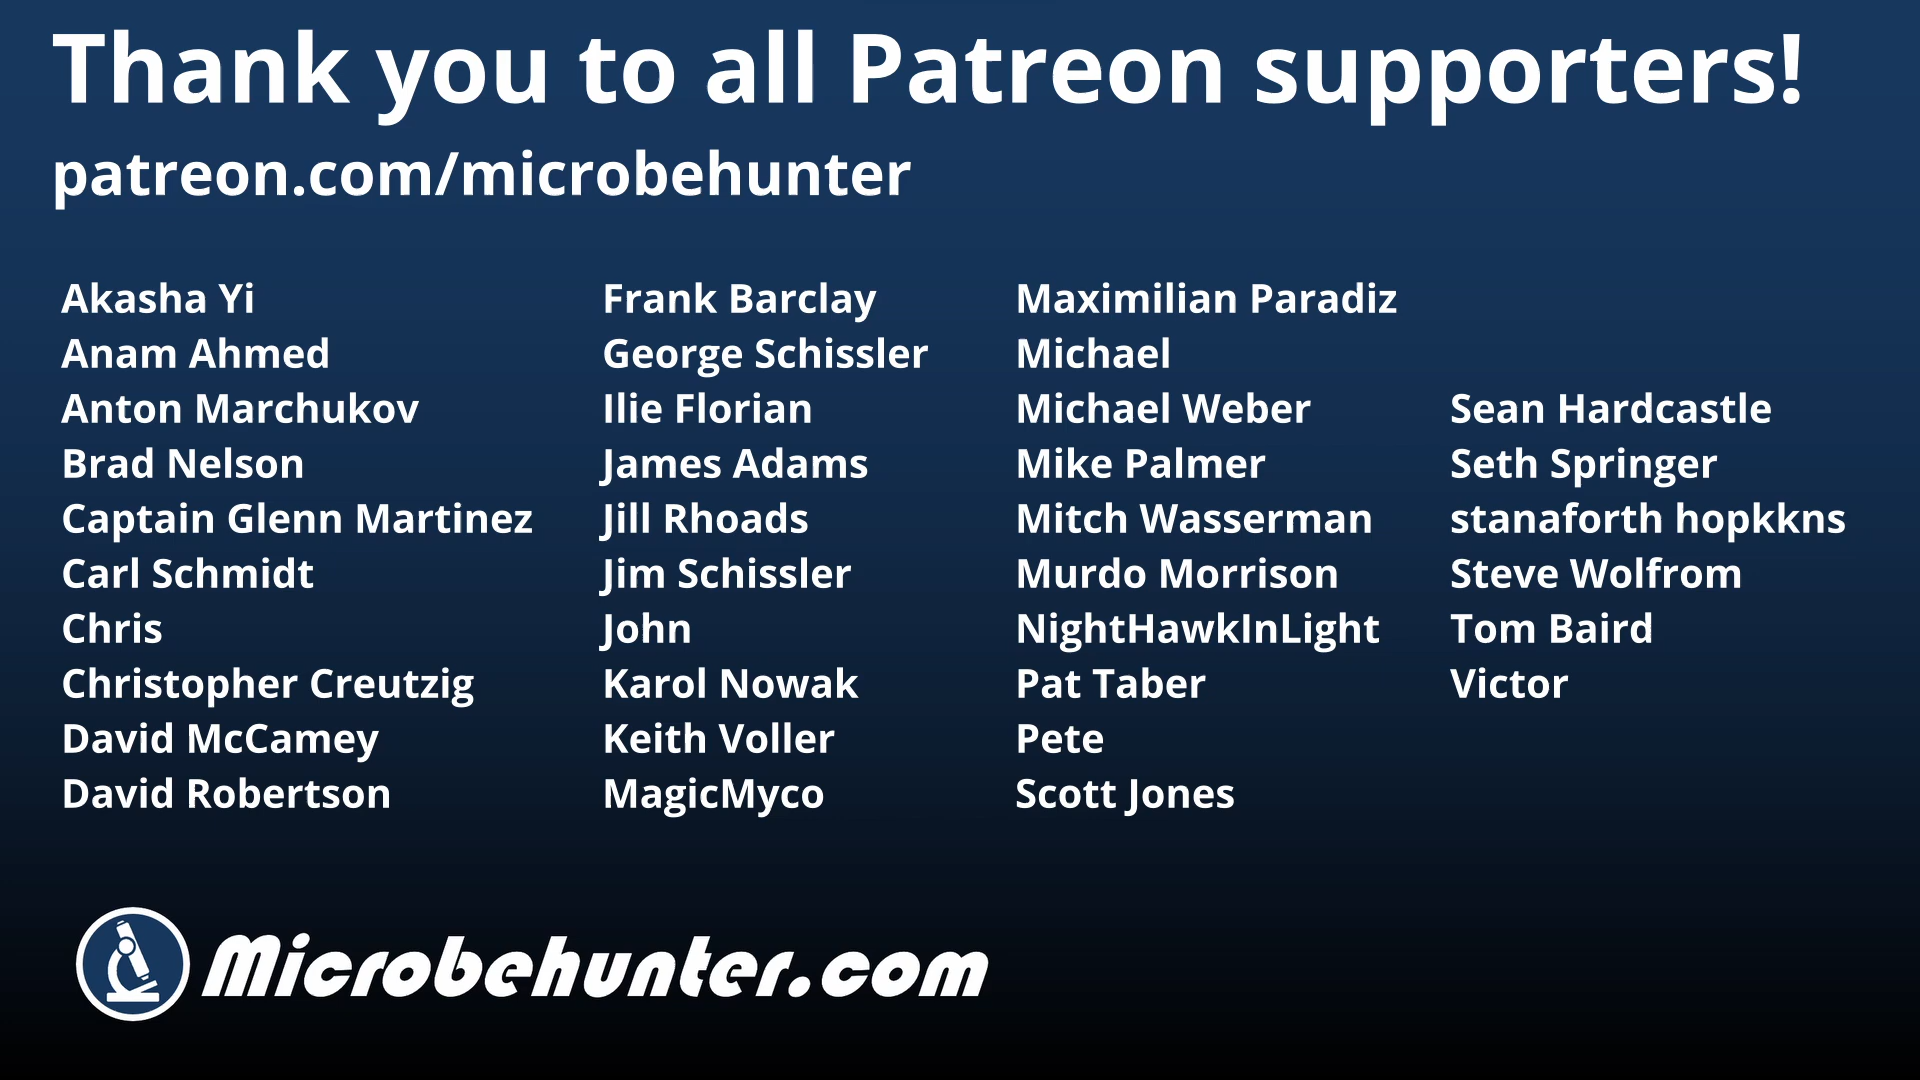 Thank you to all Patreon supporters!
patreon.com/microbehunter
Akasha Yi
Anam Ahmed
Anton Marchukov
Brad Nelson
Captain Glenn Martinez
Carl Schmidt
Chris
Christopher Creutzig
David McCamey
David Robertson
Frank Barclay
George Schissler
Ilie Florian
James Adams
Jill Rhoads
Jim Schissler
John
Karol Nowak
Keith Voller
MagicMyco
Maximilian Paradiz
Michael
Michael Weber
Mike Palmer
Mitch Wasserman
Murdo Morrison
NightHawkInLight
Pat Taber
Pete
Scott Jones
Sean Hardcastle
Seth Springer
stanaforth hopkkns
Steve Wolfrom
Tom Baird
Victor
Microbehunter.com